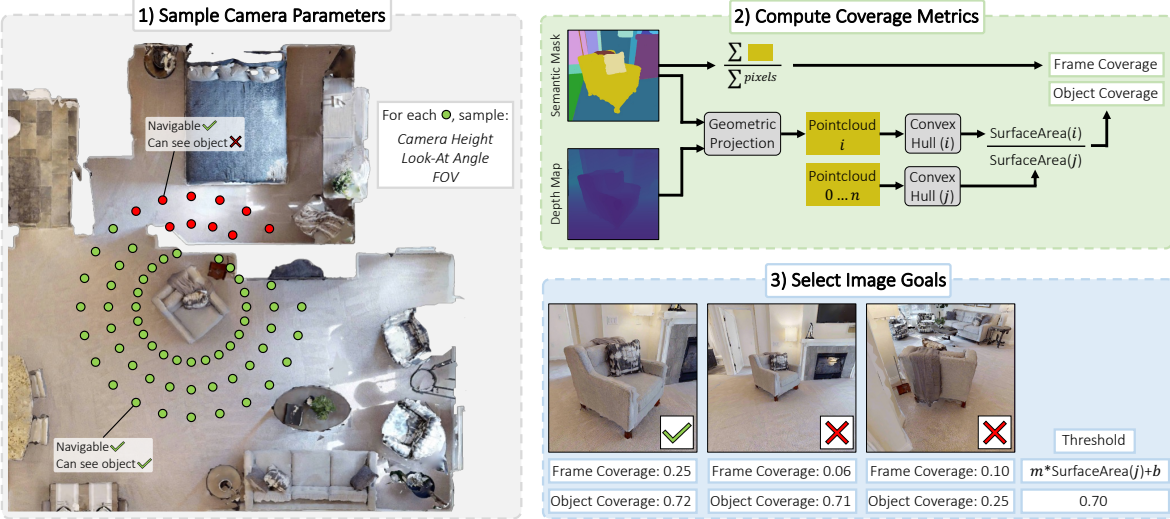 1) Sample Camera Parameters
Navigable
Can see object
For each , sample:
Camera Height
Look-At Angle
FOV
Navigable
Can see object
2) Compute Coverage Metrics
Semantic Mask
∑
∑ pixels
Frame Coverage
Object Coverage
Depth Map
Geometric
Projection
Pointcloud
i
Convex
Hull (i)
SurfaceArea(i)
SurfaceArea(j)
Pointcloud
0 … n
Convex
Hull (j)
3) Select Image Goals
Threshold
Frame Coverage: 0.25
Frame Coverage: 0.06
Frame Coverage: 0.10
m*SurfaceArea(j)+b
Object Coverage: 0.72
Object Coverage: 0.71
Object Coverage: 0.25
0.70